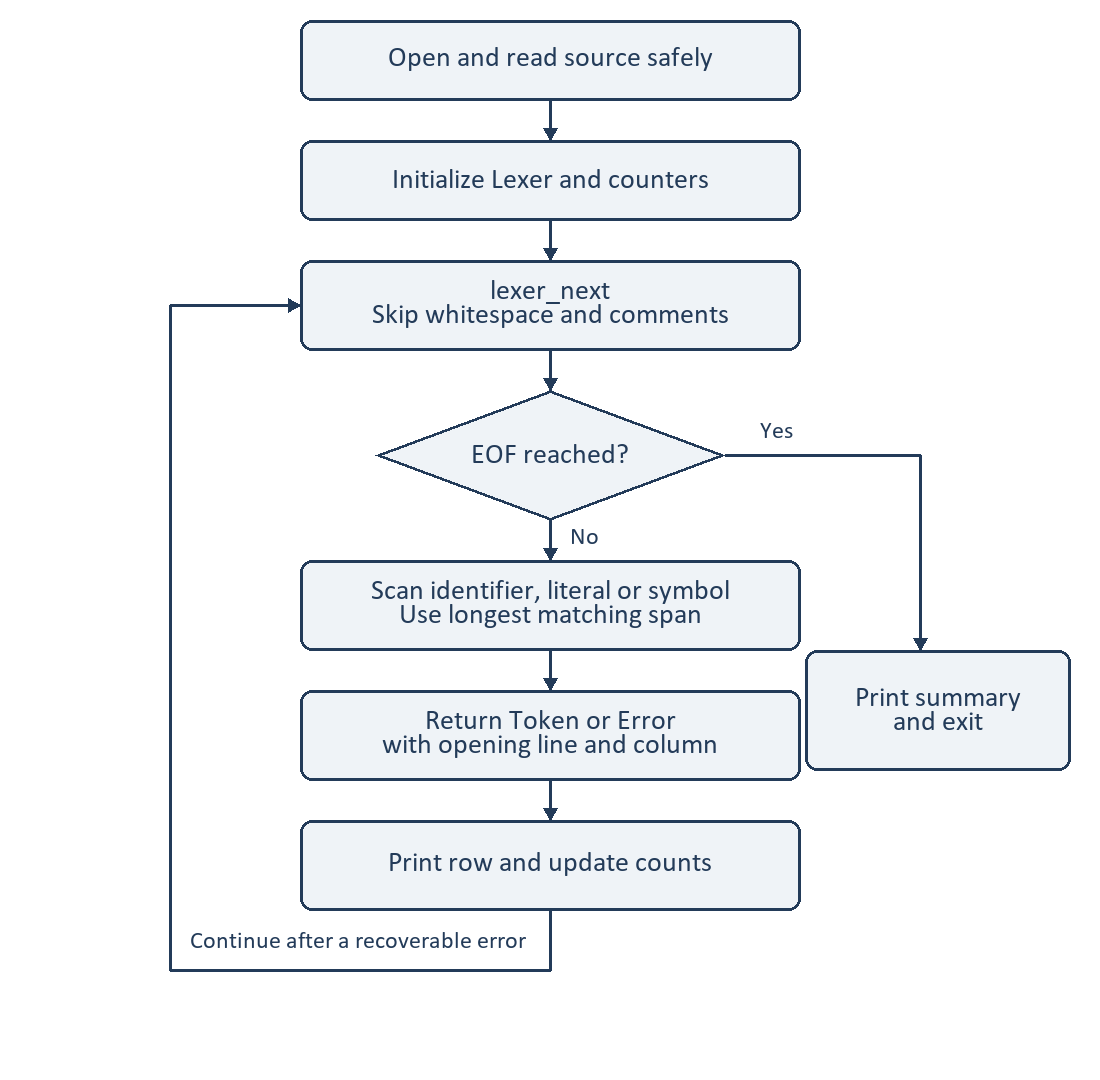 Open and read source safely
Initialize Lexer and counters
lexer_next
Skip whitespace and comments
EOF reached?
Yes
No
Scan identifier, literal or symbol
Use longest matching span
Print summary
and exit
Return Token or Error
with opening line and column
Print row and update counts
Continue after a recoverable error